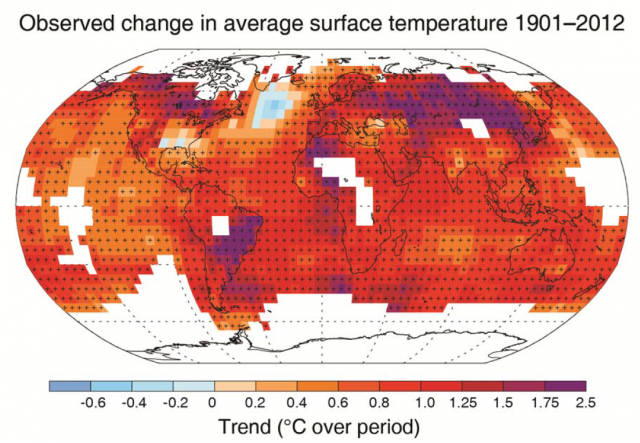 Observed change in average surface temperature 1901–2012
-0.6 -0.4 -0.2 0 0.2 0.4 0.6 0.8 1.0 1.25 1.5 1.75 2.5
Trend (°C over period)